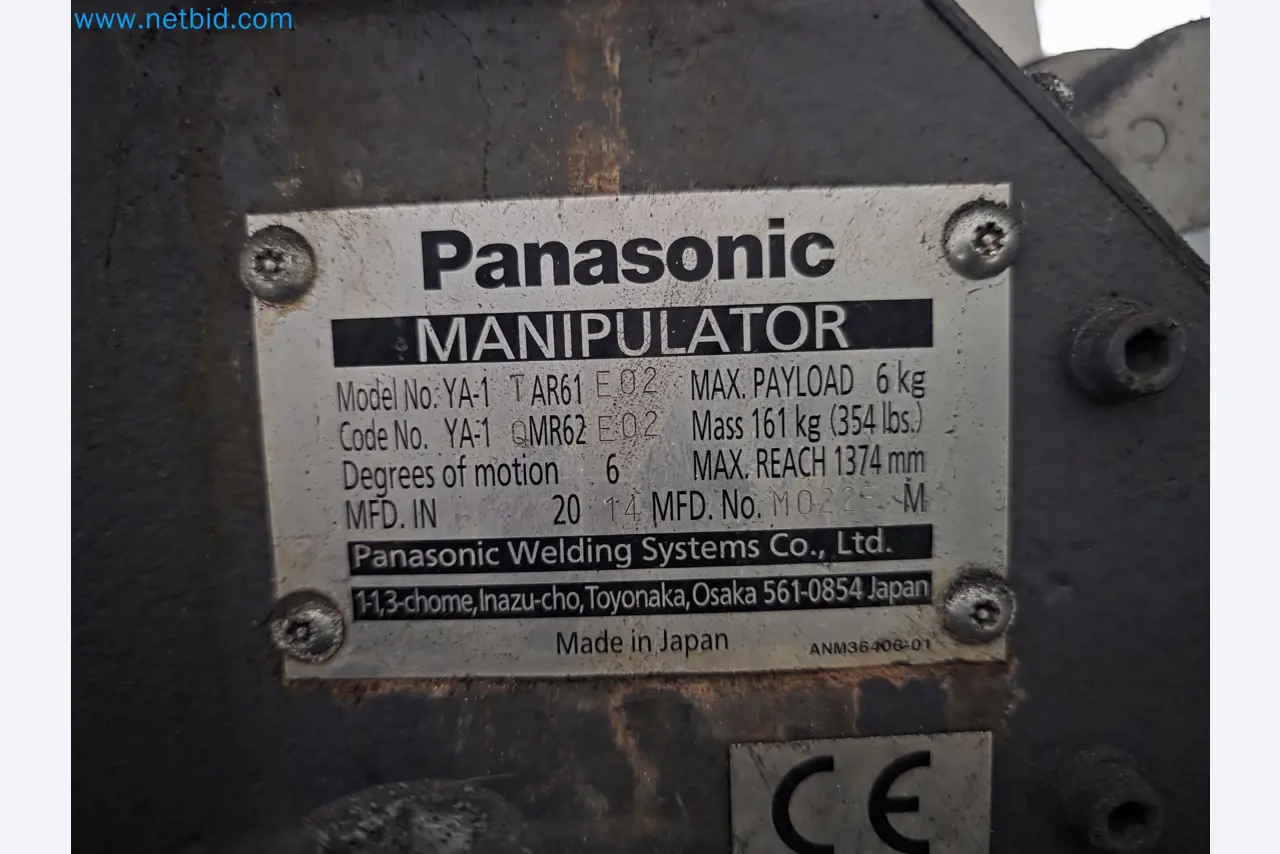 www.netbid.com
Panasonic
MANIPULATOR
Model No. YA-1 TAR61 E02 MAX. PAYLOAD 6 kg
Code No. YA-1 QMR62 E02 Mass 161 kg (354 lbs.)
Degrees of motion 6 MAX. REACH 1374 mm
MFD. IN 20 14 MFD. No. M
Panasonic Welding Systems Co., Ltd.
1-1,3-chome,Inazu-cho,Toyonaka,Osaka 561-0854 Japan
Made in Japan ANM36406-01
CE